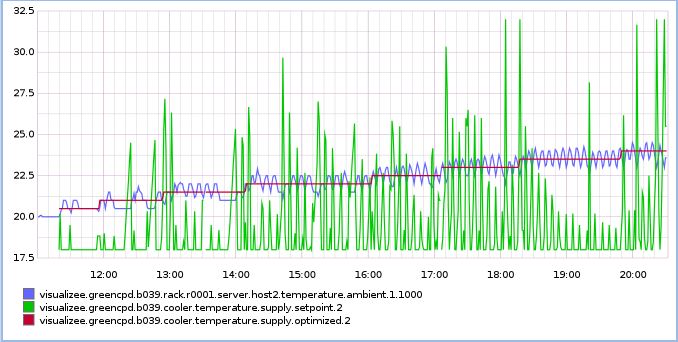 32.5
30.0
27.5
25.0
22.5
20.0
17.5
12:00 13:00 14:00 15:00 16:00 17:00 18:00 19:00 20:00
visualizee.greencpd.b039.rack.r0001.server.host2.temperature.ambient.1.1000
visualizee.greencpd.b039.cooler.temperature.supply.setpoint.2
visualizee.greencpd.b039.cooler.temperature.supply.optimized.2